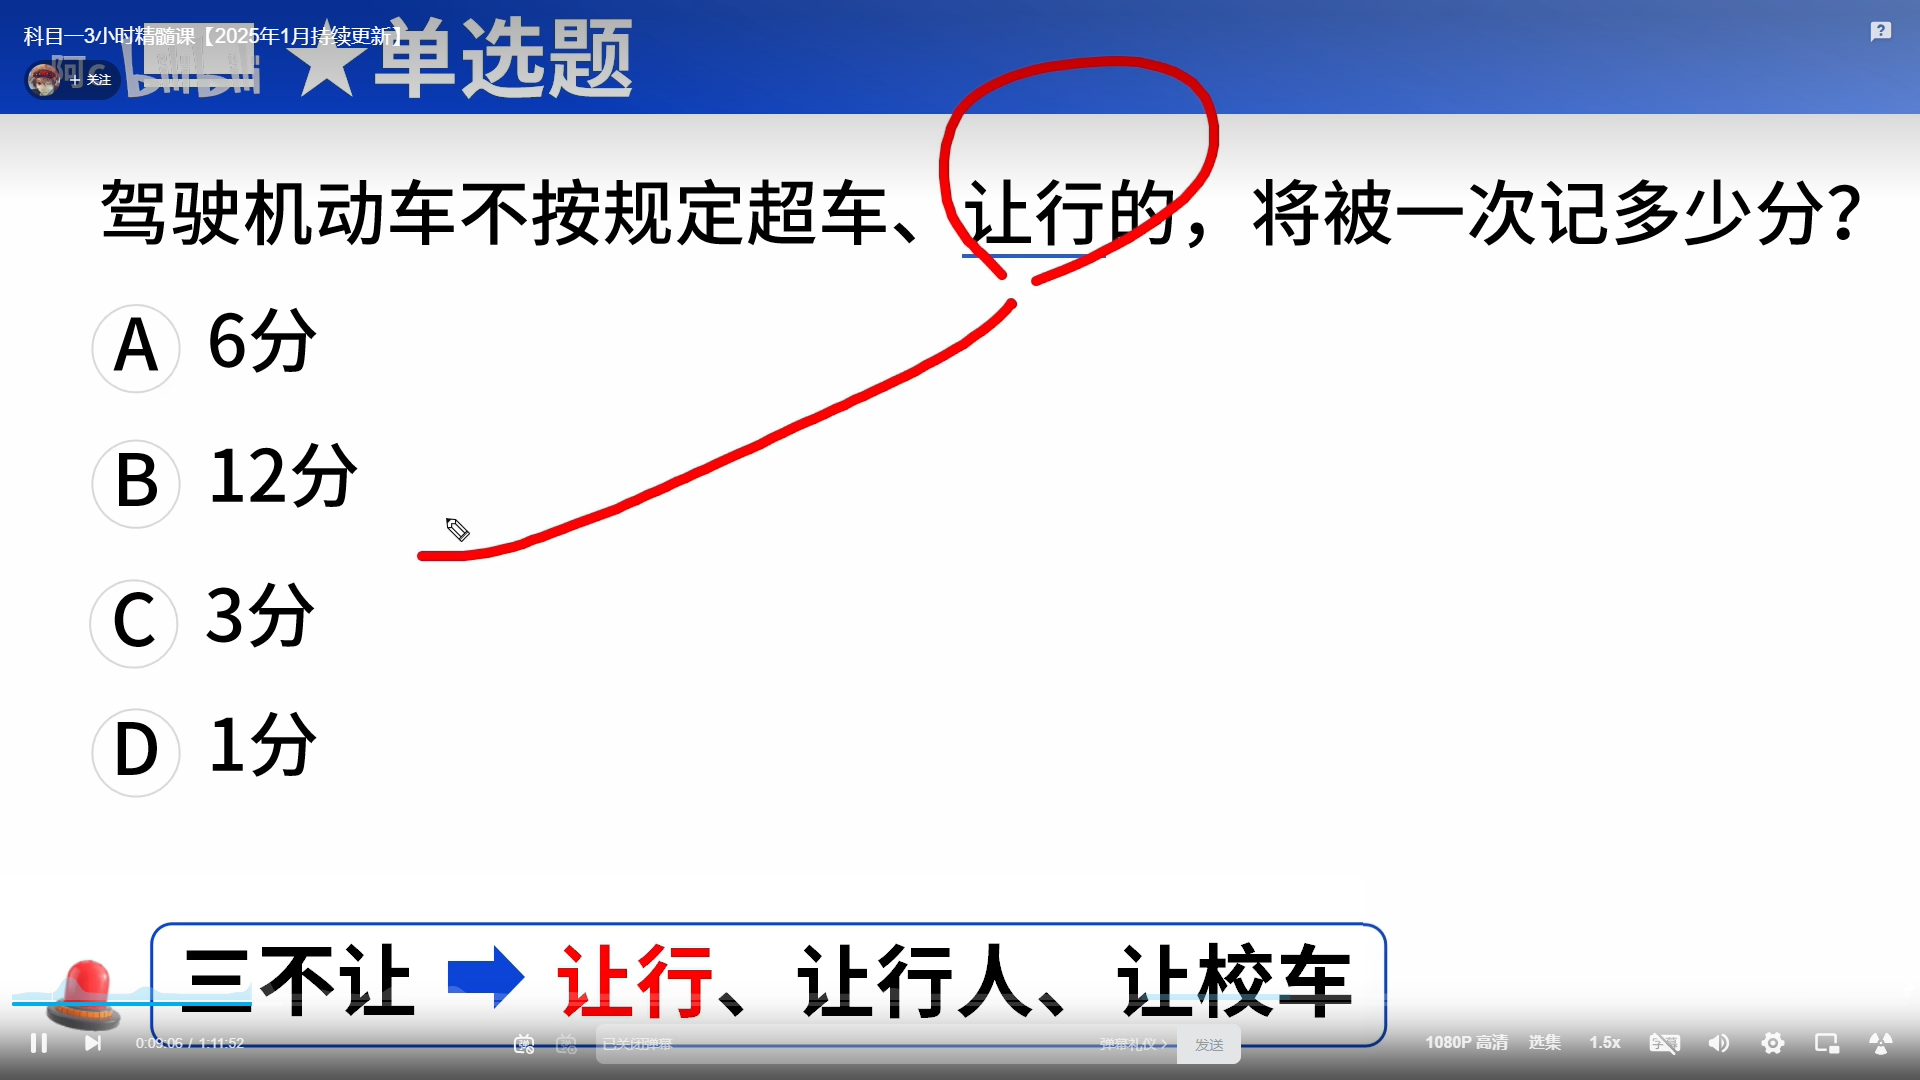 科目一3小时精髓课【2025年1月持续更新】
+ 关注
★单选题
驾驶机动车不按规定超车、让行的，将被一次记多少分？
A 6分
B 12分
C 3分
D 1分
三不让 让行、让行人、让校车
0:09:06 / 1:11:52
已关闭弹幕
弹幕礼仪 >
发送
1080P 高清
选集
1.5x
字幕